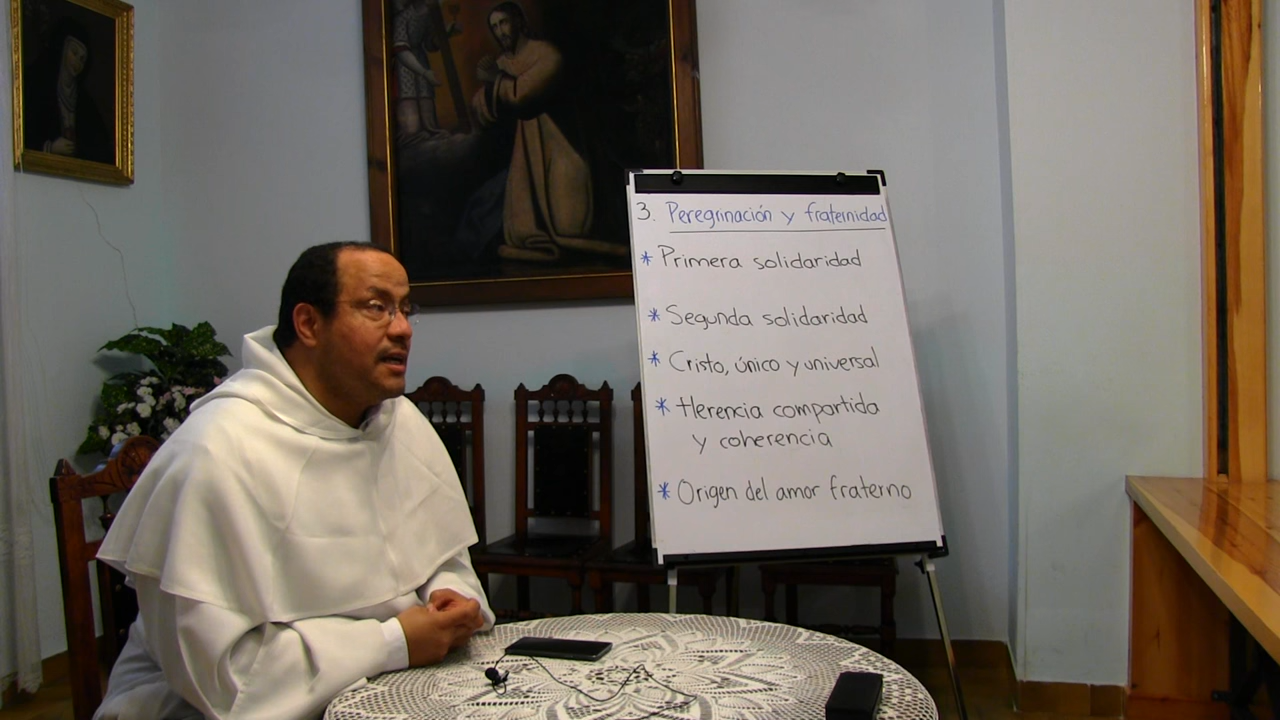 3. Peregrinación y fraternidad
* Primera solidaridad
* Segunda solidaridad
* Cristo, único y universal
* Herencia compartida
y coherencia
* Origen del amor fraterno